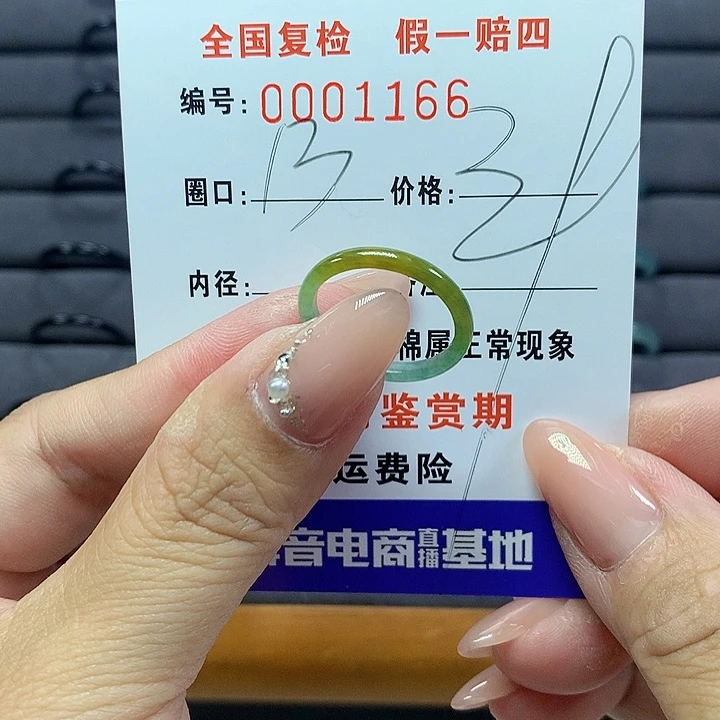 全国复检 假一赔四
编号: 0001166
圈口: 13 价格:
内径:
棉属正常现象
鉴赏期
运费险
音电商直播基地